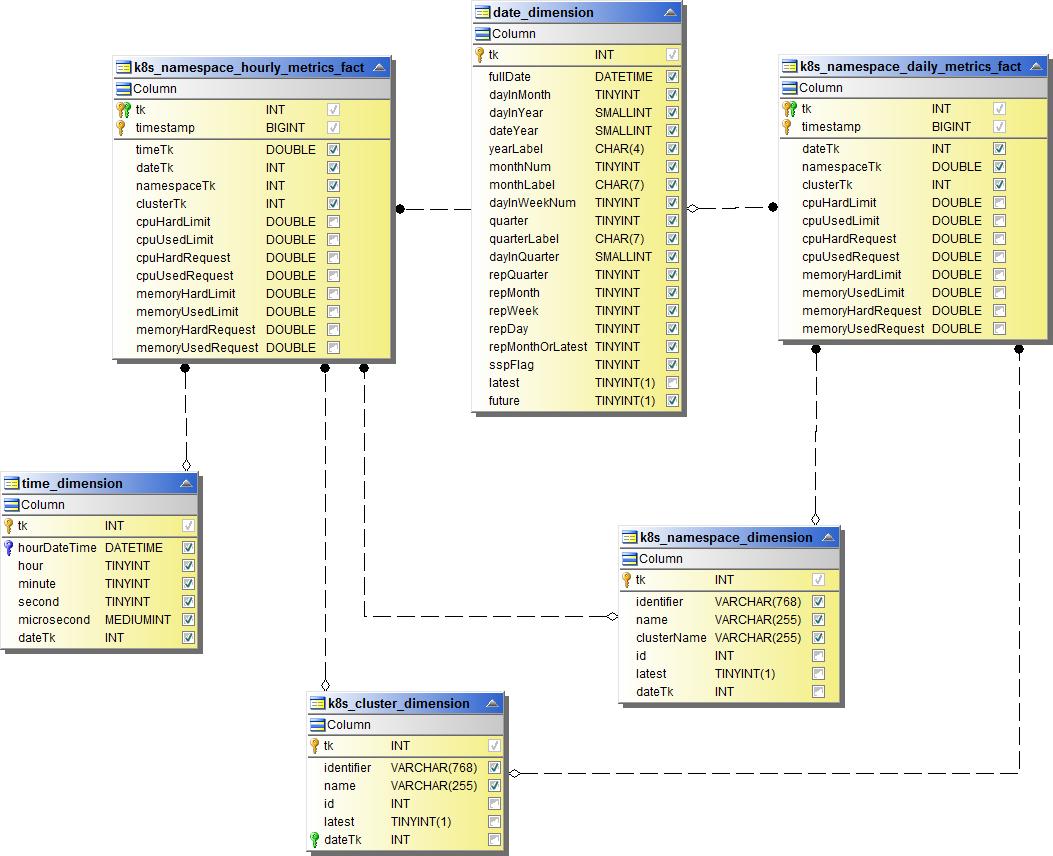 date_dimension
Column
tk INT
fullDate DATETIME
dayInMonth TINYINT
dayInYear SMALLINT
dateYear SMALLINT
yearLabel CHAR(4)
monthNum TINYINT
monthLabel CHAR(7)
dayInWeekNum TINYINT
quarter TINYINT
quarterLabel CHAR(7)
dayInQuarter SMALLINT
repQuarter TINYINT
repMonth TINYINT
repWeek TINYINT
repDay TINYINT
repMonthOrLatest TINYINT
sspFlag TINYINT
latest TINYINT(1)
future TINYINT(1)
k8s_namespace_hourly_metrics_fact
Column
tk INT
timestamp BIGINT
timeTk DOUBLE
dateTk INT
namespaceTk INT
clusterTk INT
cpuHardLimit DOUBLE
cpuUsedLimit DOUBLE
cpuHardRequest DOUBLE
cpuUsedRequest DOUBLE
memoryHardLimit DOUBLE
memoryUsedLimit DOUBLE
memoryHardRequest DOUBLE
memoryUsedRequest DOUBLE
k8s_namespace_daily_metrics_fact
Column
tk INT
timestamp BIGINT
dateTk INT
namespaceTk DOUBLE
clusterTk INT
cpuHardLimit DOUBLE
cpuUsedLimit DOUBLE
cpuHardRequest DOUBLE
cpuUsedRequest DOUBLE
memoryHardLimit DOUBLE
memoryUsedLimit DOUBLE
memoryHardRequest DOUBLE
memoryUsedRequest DOUBLE
time_dimension
Column
tk INT
hourDateTime DATETIME
hour TINYINT
minute TINYINT
second TINYINT
microsecond MEDIUMINT
dateTk INT
k8s_namespace_dimension
Column
tk INT
identifier VARCHAR(768)
name VARCHAR(255)
clusterName VARCHAR(255)
id INT
latest TINYINT(1)
dateTk INT
k8s_cluster_dimension
Column
tk INT
identifier VARCHAR(768)
name VARCHAR(255)
id INT
latest TINYINT(1)
dateTk INT